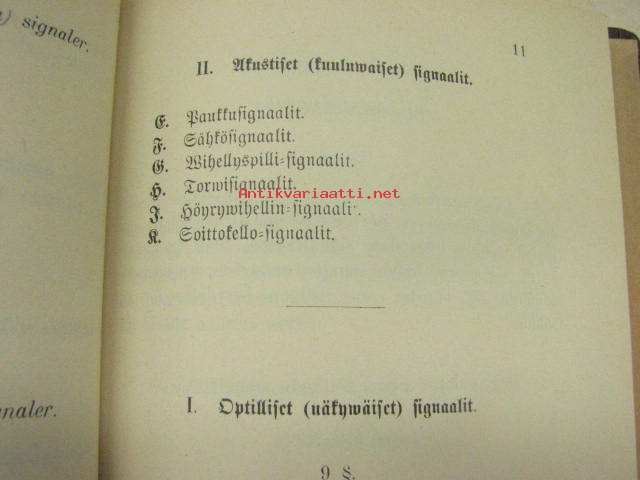 ) signaler.
11
II. Akustiset (kuuluwaiset) signaalit.
E. Paukkusignaalit.
F. Sähkösignaalit.
G. Wihellyspilli-signaalit.
H. Torwisignaalit.
Antikvariaatti.net
J. Höyrywihellin-signaali
K. Soittokello-signaalit.
naler.
I. Optilliset (näkywäiset) signaalit.
9 §.